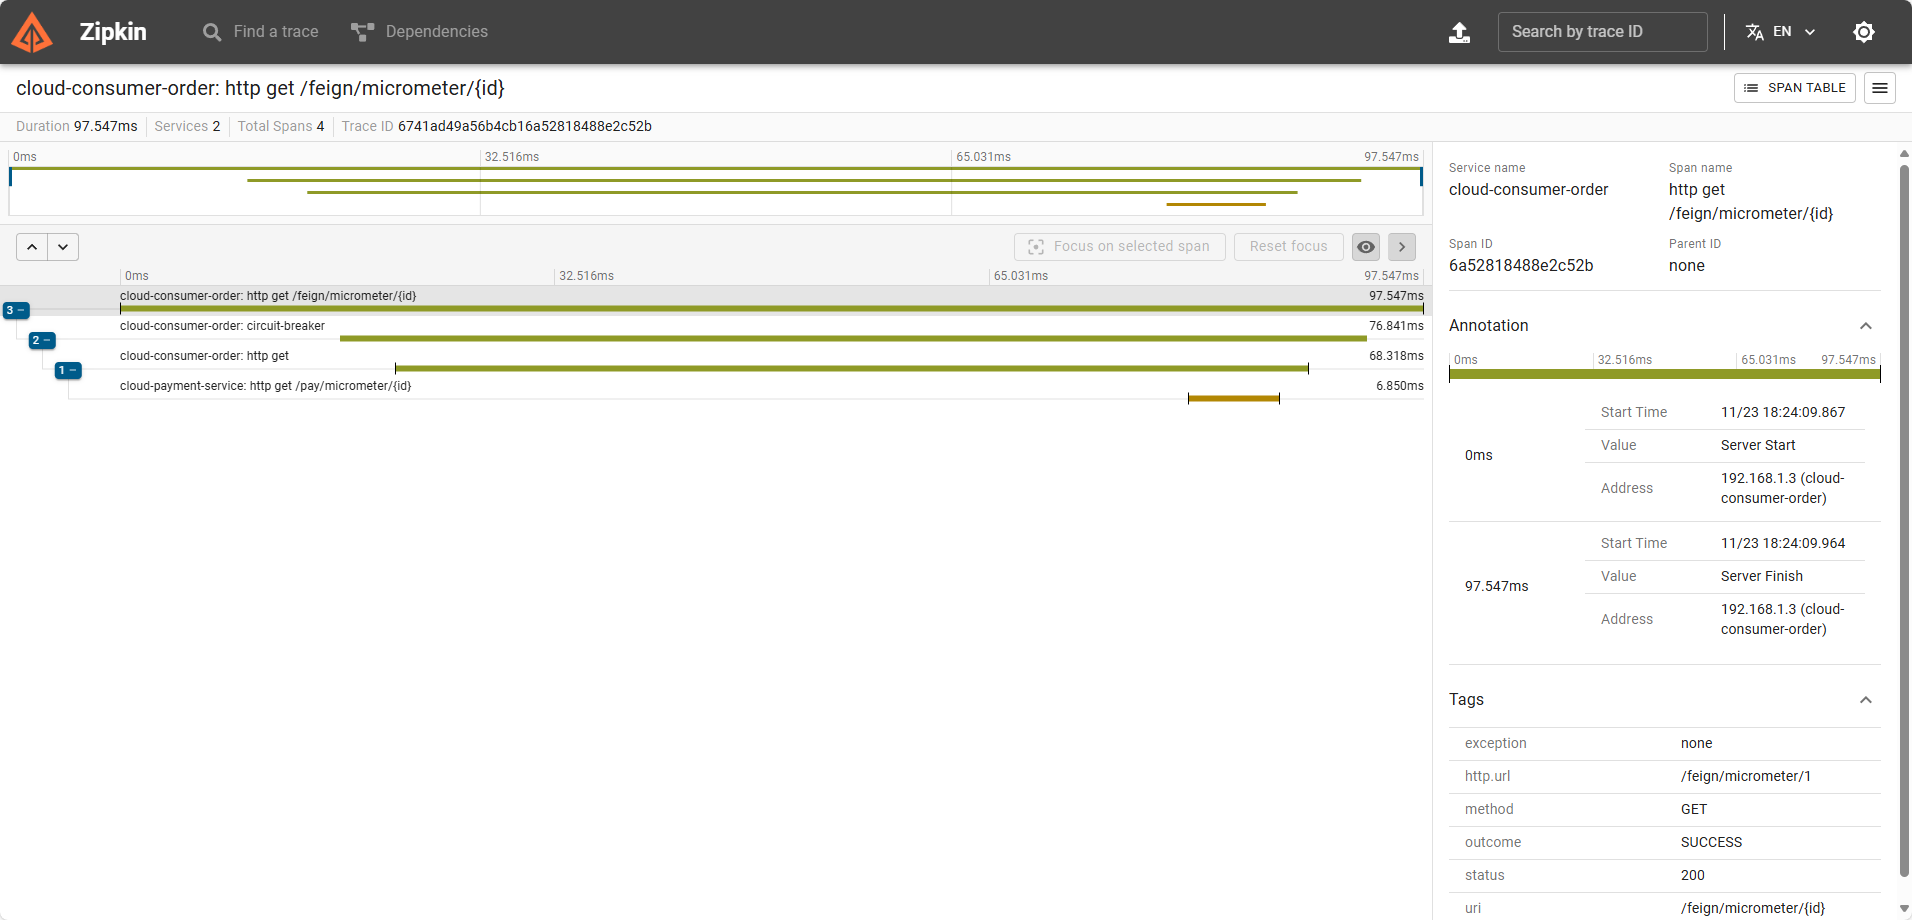 Zipkin
Find a trace
Dependencies
Search by trace ID
EN
cloud-consumer-order: http get /feign/micrometer/{id}
SPAN TABLE
Duration 97.547ms Services 2 Total Spans 4 Trace ID 6741ad49a56b4cb16a52818488e2c52b
0ms 32.516ms 65.031ms 97.547ms
Focus on selected span
Reset focus
0ms 32.516ms 65.031ms 97.547ms
cloud-consumer-order: http get /feign/micrometer/{id} 97.547ms
3 −
cloud-consumer-order: circuit-breaker 76.841ms
2 −
cloud-consumer-order: http get 68.318ms
1 −
cloud-payment-service: http get /pay/micrometer/{id} 6.850ms
Service name
cloud-consumer-order
Span name
http get
/feign/micrometer/{id}
Span ID
6a52818488e2c52b
Parent ID
none
Annotation
0ms 32.516ms 65.031ms 97.547ms
0ms
Start Time 11/23 18:24:09.867
Value Server Start
Address 192.168.1.3 (cloud-
consumer-order)
97.547ms
Start Time 11/23 18:24:09.964
Value Server Finish
Address 192.168.1.3 (cloud-
consumer-order)
Tags
exception none
http.url /feign/micrometer/1
method GET
outcome SUCCESS
status 200
uri /feign/micrometer/{id}